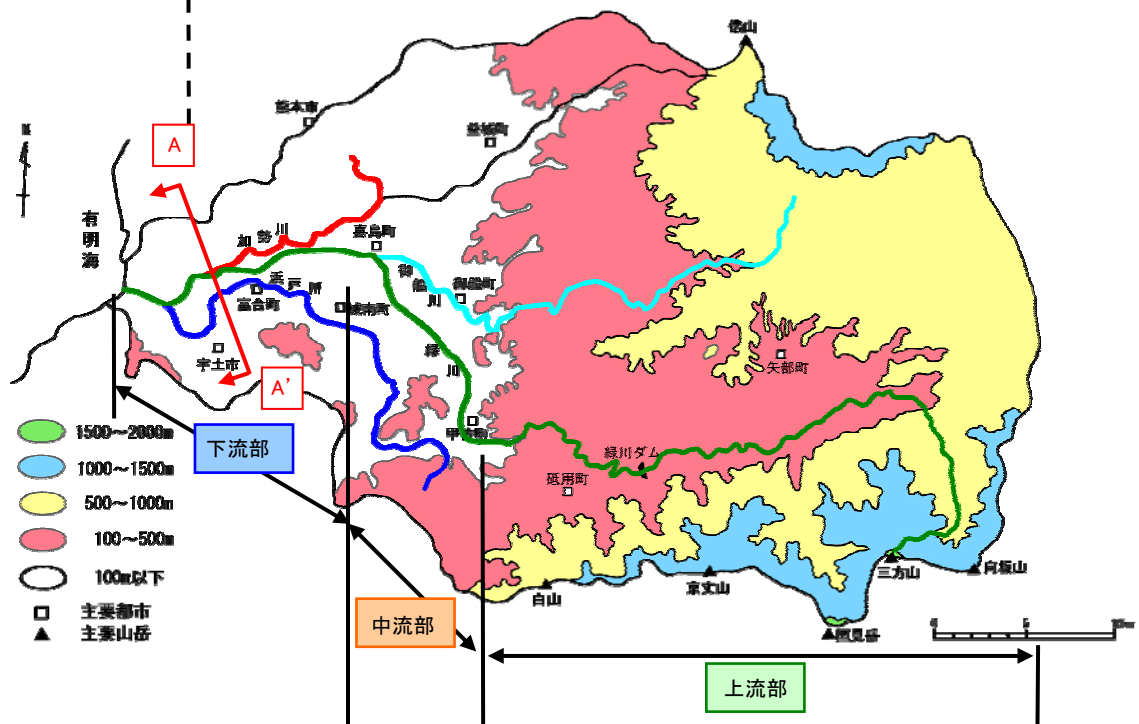 俵山
熊本市
益城町
A
N
有
明
海
加
勢
川
嘉島町
御
船
川
御船町
浜
戸
川
富合町
城南町
緑
川
宇土市
A'
矢部町
甲佐町
緑川ダム
砥用町
1500～2000m
1000～1500m
500～1000m
100～500m
100m以下
主要都市
主要山岳
下流部
中流部
上流部
白山
京丈山
三方山
向坂山
国見岳
0
5
10km